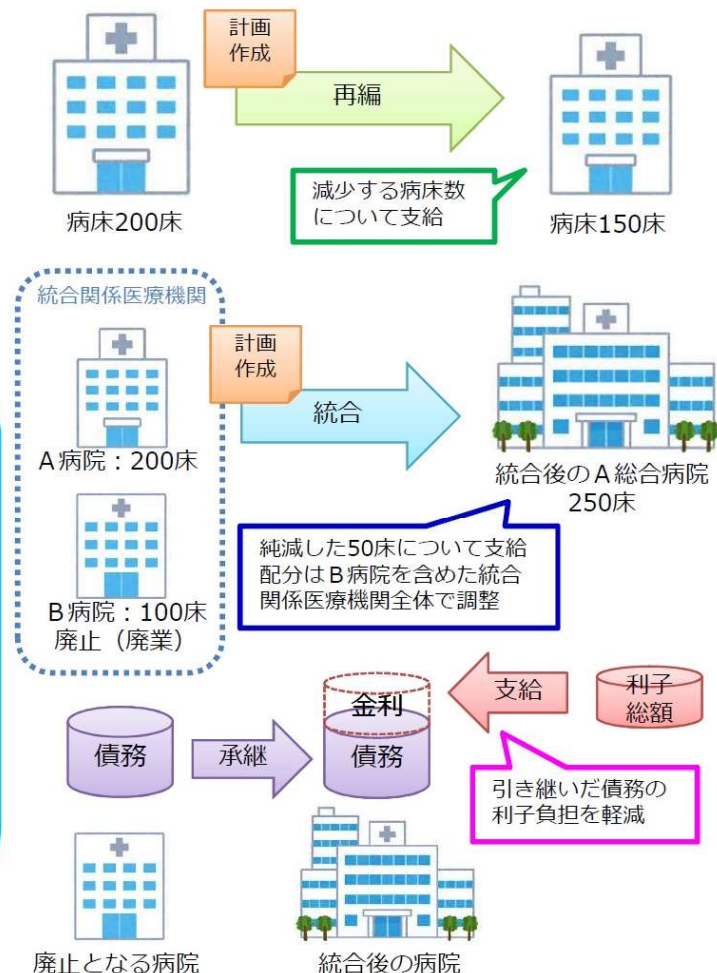 計画
作成
再編
減少する病床数
について支給
病床200床
病床150床
統合関係医療機関
計画
作成
統合
A病院：200床
統合後のA総合病院
250床
B病院：100床
廃止（廃業）
純減した50床について支給
配分はB病院を含めた統合
関係医療機関全体で調整
債務
承継
金利
債務
支給
利子
総額
引き継いだ債務の
利子負担を軽減
廃止となる病院
統合後の病院